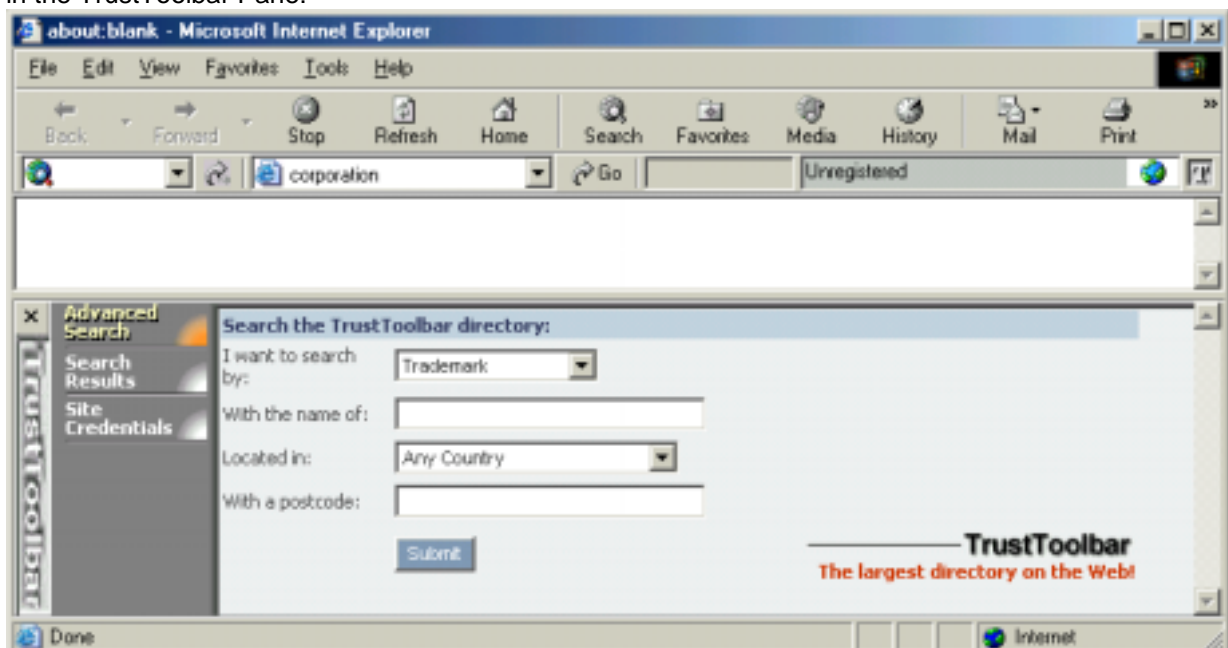 in the TrustToolbar Pane.
about:blank - Microsoft Internet Explorer
File Edit View Favorites Tools Help
Back Forward Stop Refresh Home Search Favorites Media History Mail Print »
corporation Go Unregistered T
× Advanced
Search
Search
Results
Site
Credentials
TrustToolbar
Search the TrustToolbar directory:
I want to search
by:
Trademark
With the name of:
Located in: Any Country
With a postcode:
Submit
TrustToolbar
The largest directory on the Web!
Done Internet